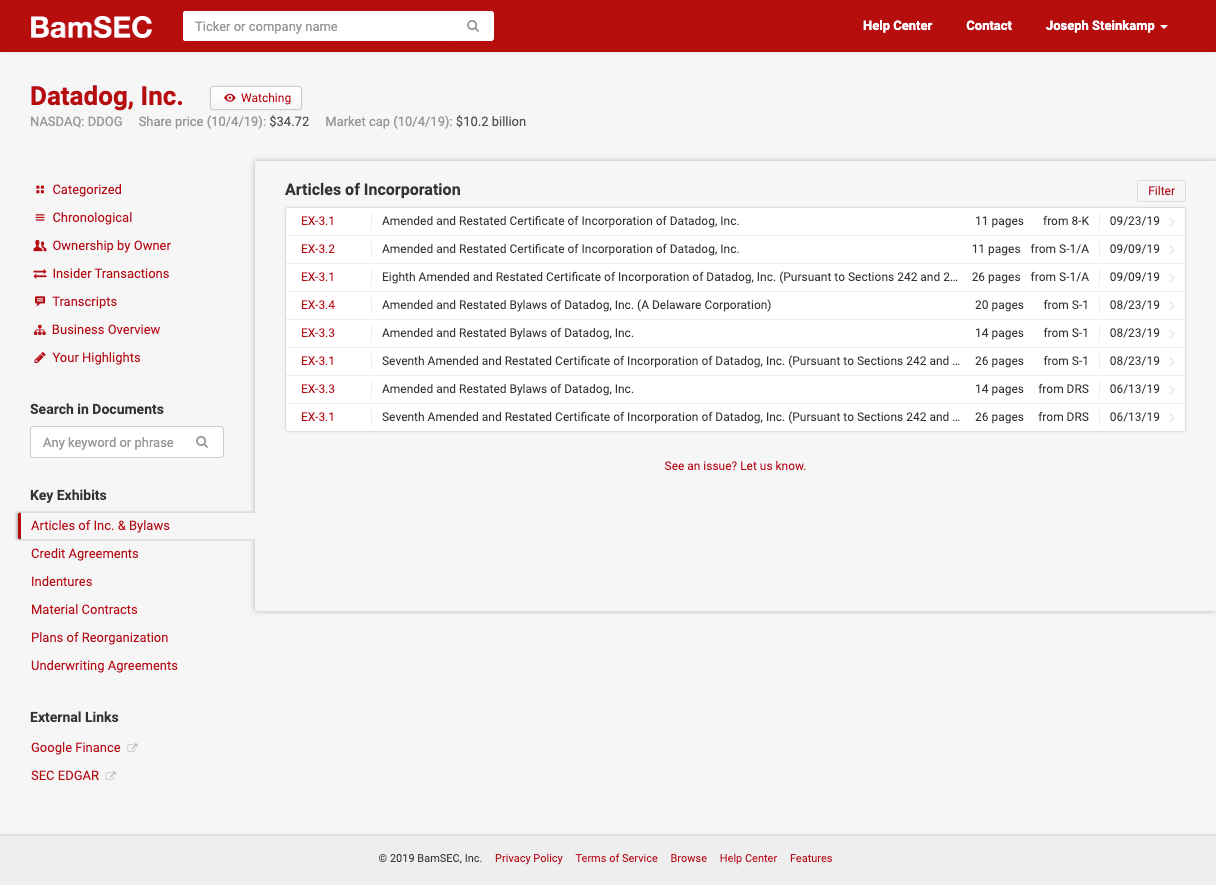 BamSEC
Ticker or company name
Help Center Contact Joseph Steinkamp
Datadog, Inc. Watching
NASDAQ: DDOG Share price (10/4/19): $34.72 Market cap (10/4/19): $10.2 billion
Categorized
Chronological
Ownership by Owner
Insider Transactions
Transcripts
Business Overview
Your Highlights
Search in Documents
Any keyword or phrase
Key Exhibits
Articles of Inc. & Bylaws
Credit Agreements
Indentures
Material Contracts
Plans of Reorganization
Underwriting Agreements
External Links
Google Finance
SEC EDGAR
Articles of Incorporation Filter
EX-3.1 Amended and Restated Certificate of Incorporation of Datadog, Inc. 11 pages from 8-K 09/23/19
EX-3.2 Amended and Restated Certificate of Incorporation of Datadog, Inc. 11 pages from S-1/A 09/09/19
EX-3.1 Eighth Amended and Restated Certificate of Incorporation of Datadog, Inc. (Pursuant to Sections 242 and 2... 26 pages from S-1/A 09/09/19
EX-3.4 Amended and Restated Bylaws of Datadog, Inc. (A Delaware Corporation) 20 pages from S-1 08/23/19
EX-3.3 Amended and Restated Bylaws of Datadog, Inc. 14 pages from S-1 08/23/19
EX-3.1 Seventh Amended and Restated Certificate of Incorporation of Datadog, Inc. (Pursuant to Sections 242 and ... 26 pages from S-1 08/23/19
EX-3.3 Amended and Restated Bylaws of Datadog, Inc. 14 pages from DRS 06/13/19
EX-3.1 Seventh Amended and Restated Certificate of Incorporation of Datadog, Inc. (Pursuant to Sections 242 and ... 26 pages from DRS 06/13/19
See an issue? Let us know.
© 2019 BamSEC, Inc. Privacy Policy Terms of Service Browse Help Center Features